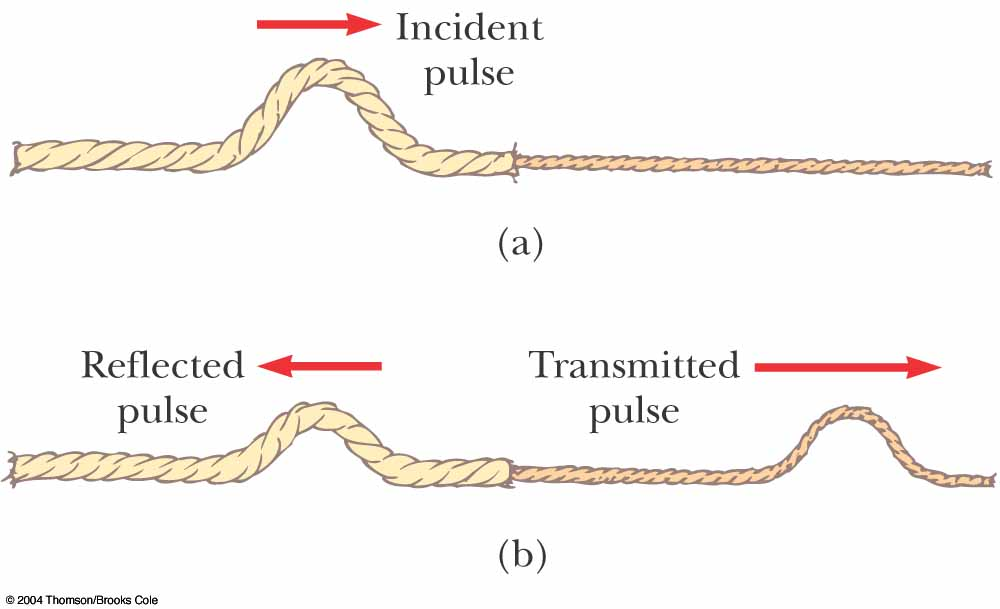 Incident
pulse
(a)
Reflected
pulse
Transmitted
pulse
(b)
© 2004 Thomson/Brooks Cole